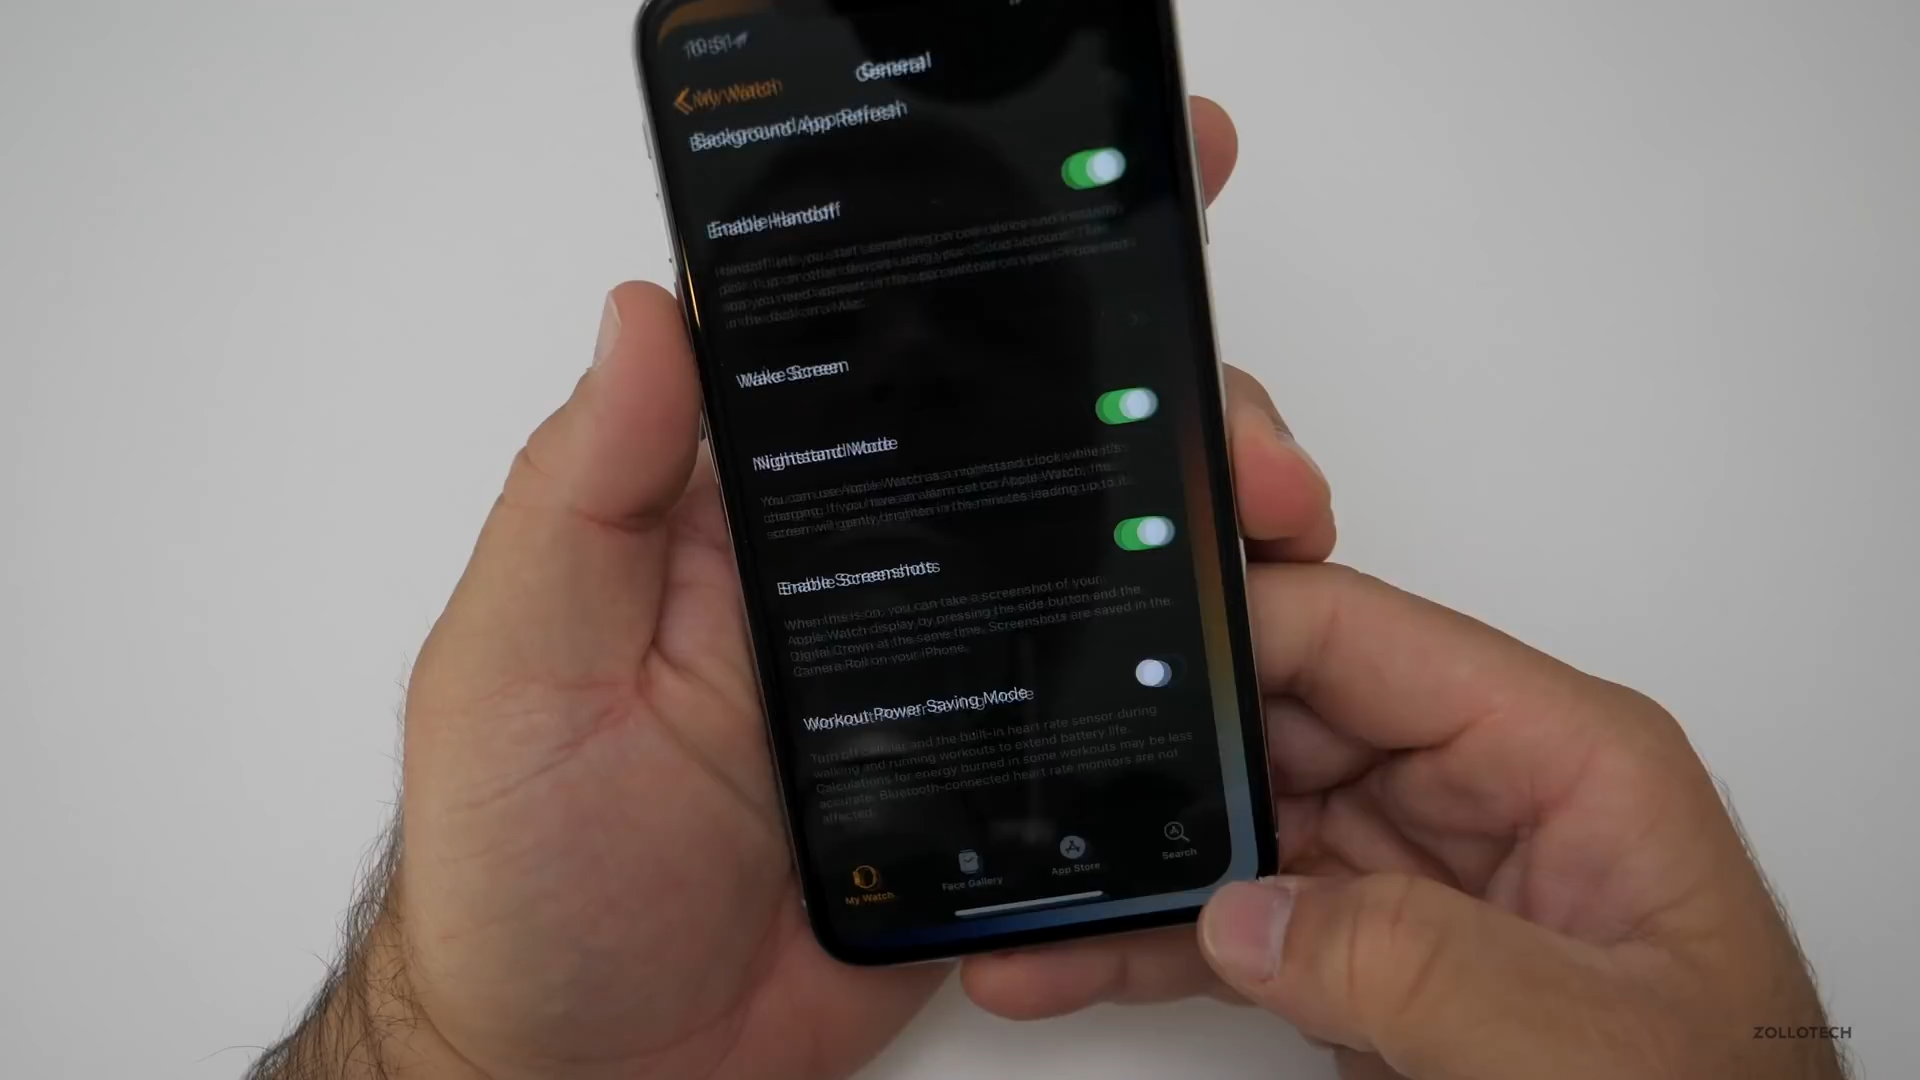 10:51
General
My Watch
Background App Refresh
Enable Handoff
Handoff lets you start something on one device and instantly
pick it up on other devices using your iCloud account. The
app you need appears in the app switcher on your iPhone and
in the dock on a Mac.
Wake Screen
Nightstand Mode
You can use Apple Watch as a nightstand clock while it's
charging. If you have an alarm set on Apple Watch, the
screen will gently brighten in the minutes leading up to it.
Enable Screenshots
When this is on, you can take a screenshot of your
Apple Watch display by pressing the side button and the
Digital Crown at the same time. Screenshots are saved in the
Camera Roll on your iPhone.
Workout Power Saving Mode
Turn off cellular and the built-in heart rate sensor during
walking and running workouts to extend battery life.
Calculations for energy burned in some workouts may be less
accurate. Bluetooth-connected heart rate monitors are not
affected.
My Watch
Face Gallery
App Store
Search
ZOLLOTECH